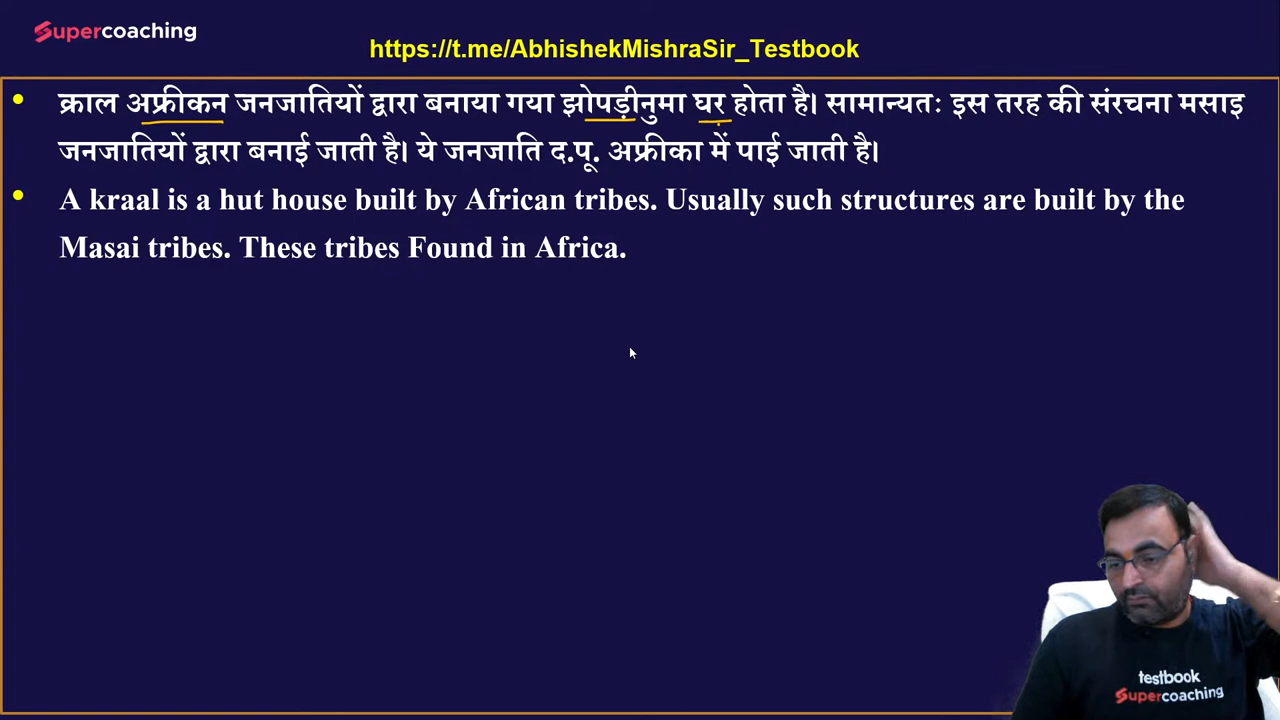 Supercoaching
https://t.me/AbhishekMishraSir_Testbook
• क्राल अफ्रीकन जनजातियों द्वारा बनाया गया झोपड़ीनुमा घर होता है। सामान्यतः इस तरह की संरचना मसाइ
जनजातियों द्वारा बनाई जाती है। ये जनजाति द.पू. अफ्रीका में पाई जाती है।
• A kraal is a hut house built by African tribes. Usually such structures are built by the
Masai tribes. These tribes Found in Africa.
testbook
Supercoaching